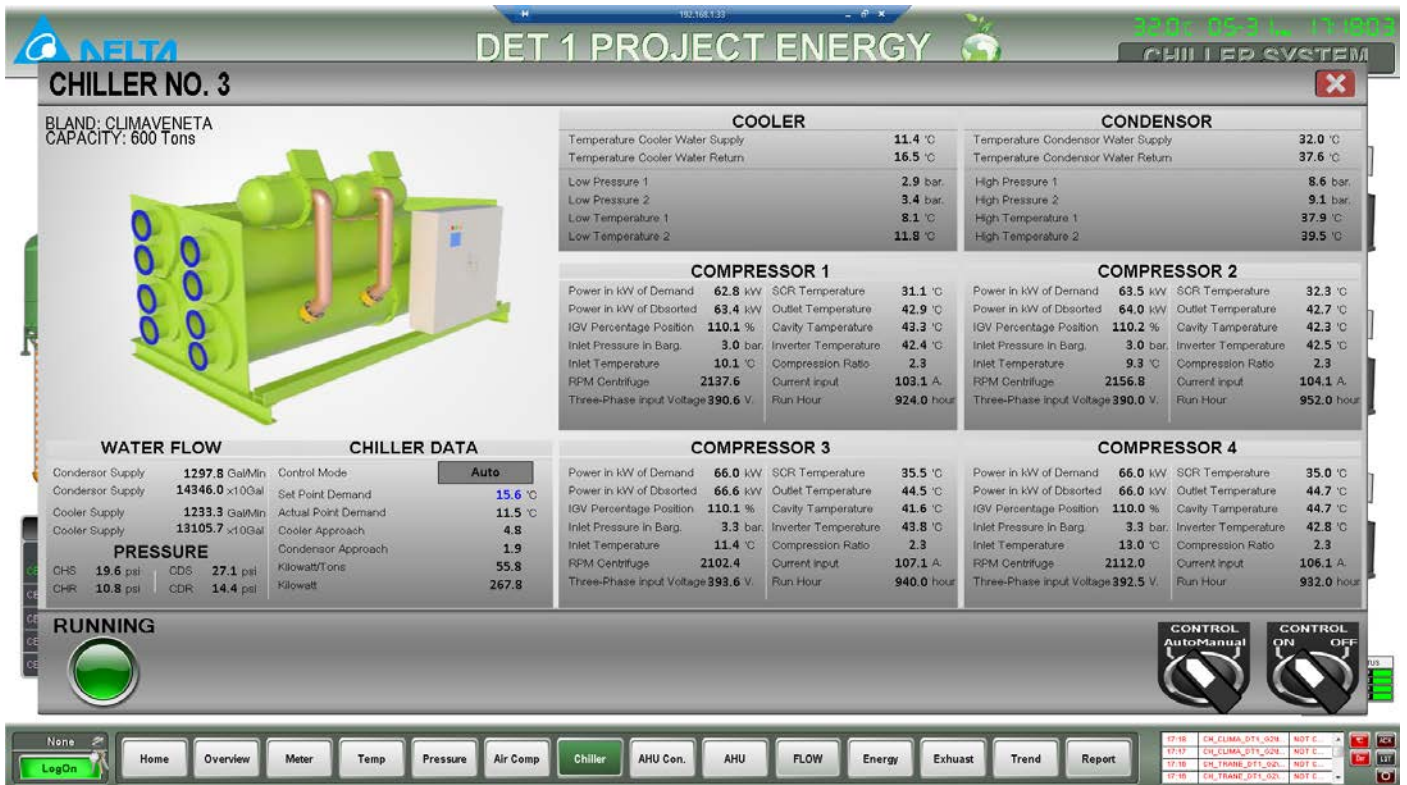 192.168.1.33
DELTA
DET 1 PROJECT ENERGY
CHILLER SYSTEM
CHILLER NO. 3
BLAND: CLIMAVENETA
CAPACITY: 600 Tons
COOLER
Temperature Cooler Water Supply 11.4 °C
Temperature Cooler Water Return 16.5 °C
Low Pressure 1 2.9 bar.
Low Pressure 2 3.4 bar.
Low Temperature 1 8.1 °C
Low Temperature 2 11.8 °C
CONDENSOR
Temperature Condensor Water Supply 32.0 °C
Temperature Condensor Water Return 37.6 °C
High Pressure 1 8.6 bar.
High Pressure 2 9.1 bar.
High Temperature 1 37.9 °C
High Temperature 2 39.5 °C
COMPRESSOR 1
Power in kW of Demand 62.8 kW SCR Temperature 31.1 °C
Power in kW of Dbsorted 63.4 kW Outlet Temperature 42.9 °C
IGV Percentage Position 110.1 % Cavity Tamperature 43.3 °C
Inlet Pressure in Barg. 3.0 bar. Inverter Temperature 42.4 °C
Inlet Temperature 10.1 °C Compression Ratio 2.3
RPM Centrifuge 2137.6 Current input 103.1 A.
Three-Phase input Voltage 390.6 V. Run Hour 924.0 hour
COMPRESSOR 2
Power in kW of Demand 63.5 kW SCR Temperature 32.3 °C
Power in kW of Dbsorted 64.0 kW Outlet Temperature 42.7 °C
IGV Percentage Position 110.2 % Cavity Tamperature 42.3 °C
Inlet Pressure in Barg. 3.0 bar. Inverter Temperature 42.5 °C
Inlet Temperature 9.3 °C Compression Ratio 2.3
RPM Centrifuge 2156.8 Current input 104.1 A.
Three-Phase input Voltage 390.0 V. Run Hour 952.0 hour
WATER FLOW
Condensor Supply 1297.8 Gal/Min
Condensor Supply 14346.0 x10Gal
Cooler Supply 1233.3 Gal/Min
Cooler Supply 13105.7 x10Gal
PRESSURE
CHS 19.6 psi CDS 27.1 psi
CHR 10.8 psi CDR 14.4 psi
CHILLER DATA
Control Mode Auto
Set Point Demand 15.6 °C
Actual Point Demand 11.5 °C
Cooler Approach 4.8
Condensor Approach 1.9
Kilowatt/Tons 55.8
Kilowatt 267.8
COMPRESSOR 3
Power in kW of Demand 66.0 kW SCR Temperature 35.5 °C
Power in kW of Dbsorted 66.6 kW Outlet Temperature 44.5 °C
IGV Percentage Position 110.1 % Cavity Tamperature 41.6 °C
Inlet Pressure in Barg. 3.3 bar. Inverter Temperature 43.8 °C
Inlet Temperature 11.4 °C Compression Ratio 2.3
RPM Centrifuge 2102.4 Current input 107.1 A.
Three-Phase input Voltage 393.6 V. Run Hour 940.0 hour
COMPRESSOR 4
Power in kW of Demand 66.0 kW SCR Temperature 35.0 °C
Power in kW of Dbsorted 66.0 kW Outlet Temperature 44.7 °C
IGV Percentage Position 110.0 % Cavity Tamperature 44.7 °C
Inlet Pressure in Barg. 3.3 bar. Inverter Temperature 42.8 °C
Inlet Temperature 13.0 °C Compression Ratio 2.3
RPM Centrifuge 2112.0 Current input 106.1 A.
Three-Phase input Voltage 392.5 V. Run Hour 932.0 hour
RUNNING
CONTROL
AutoManual
CONTROL
ON OFF
None
LogOn
Home Overview Meter Temp Pressure Air Comp Chiller AHU Con. AHU FLOW Energy Exhuast Trend Report
ACK
LST